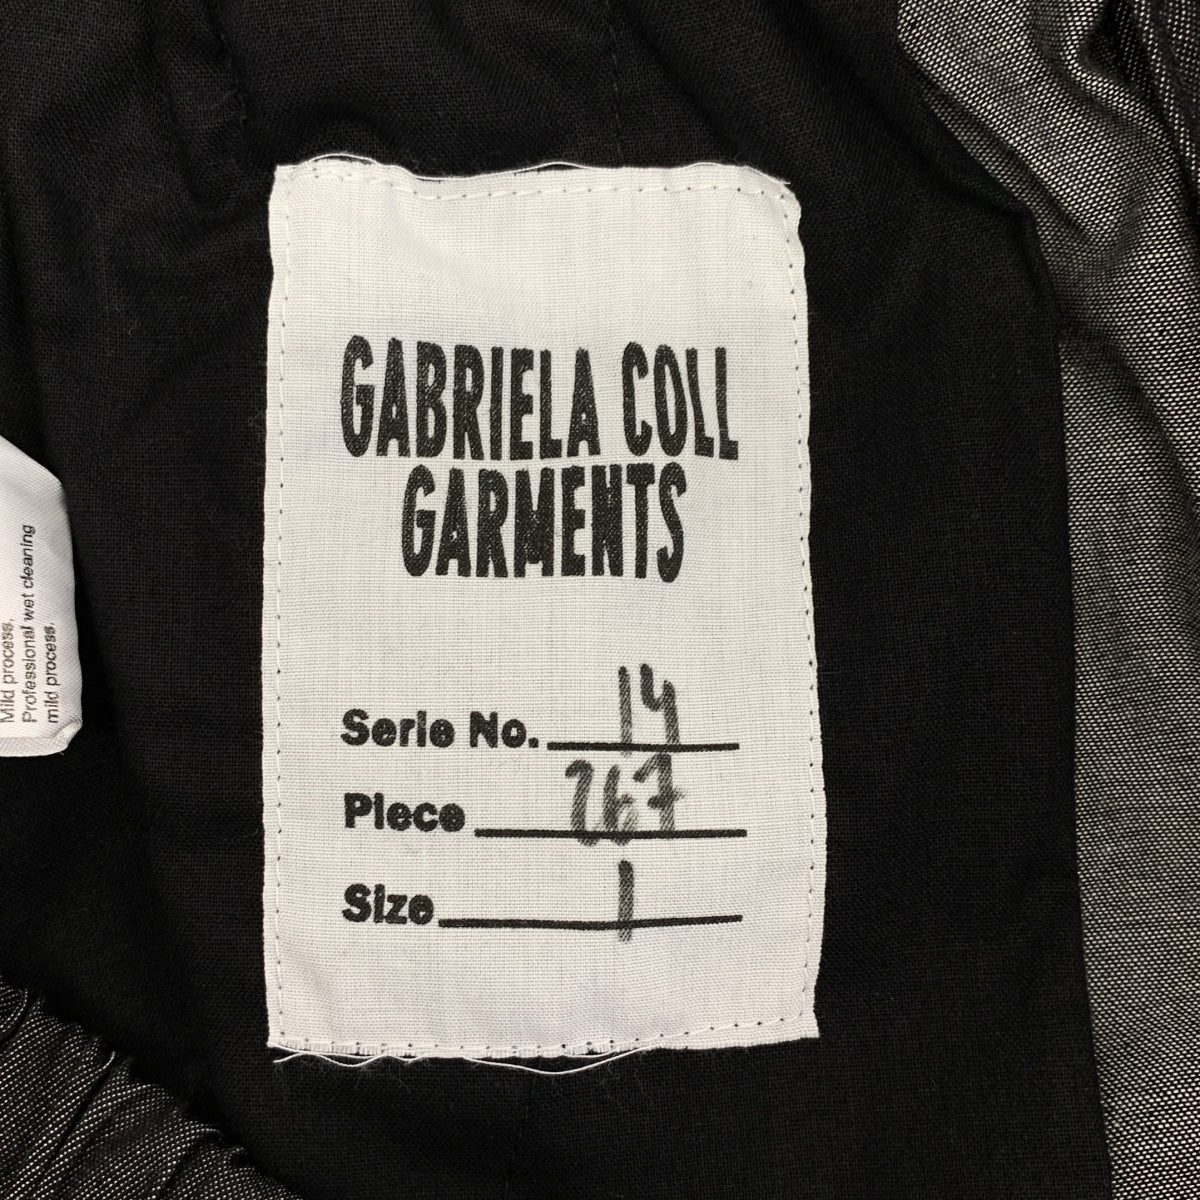 GABRIELA COLL
GARMENTS
Serie No. 14
Piece 267
Size 1
Mild process.
Professional wet cleaning
mild process.